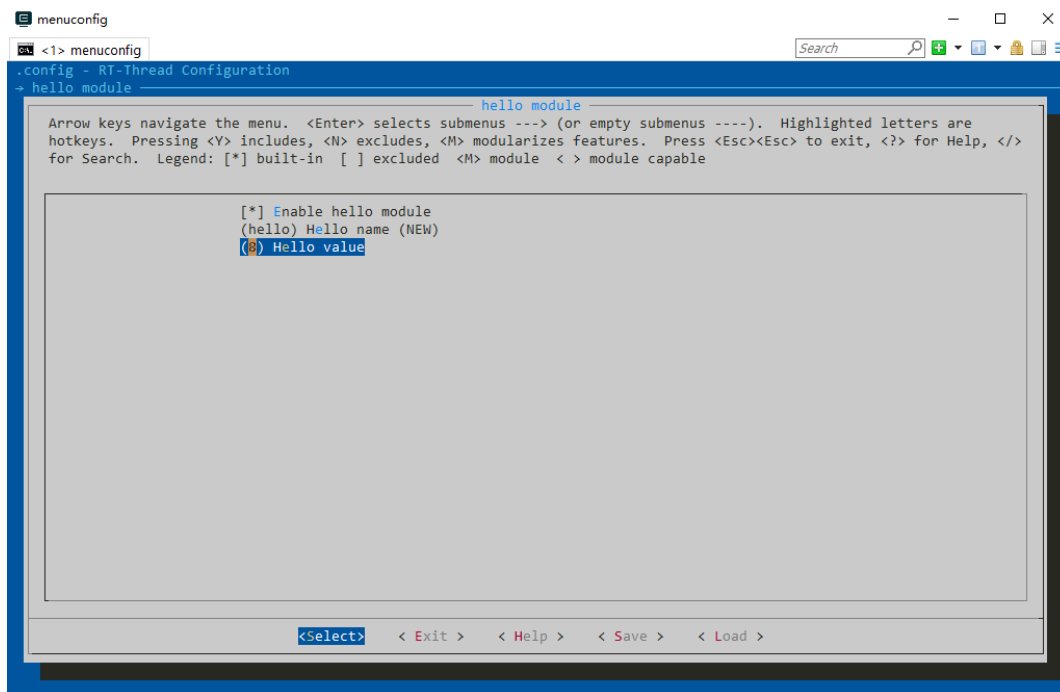 menuconfig
<1> menuconfig
Search
.config - RT-Thread Configuration
→ hello module
hello module
Arrow keys navigate the menu. <Enter> selects submenus ---> (or empty submenus ----). Highlighted letters are
hotkeys. Pressing <Y> includes, <N> excludes, <M> modularizes features. Press <Esc><Esc> to exit, <?> for Help, </>
for Search. Legend: [*] built-in [ ] excluded <M> module < > module capable
[*] Enable hello module
(hello) Hello name (NEW)
(8) Hello value
<Select> < Exit > < Help > < Save > < Load >